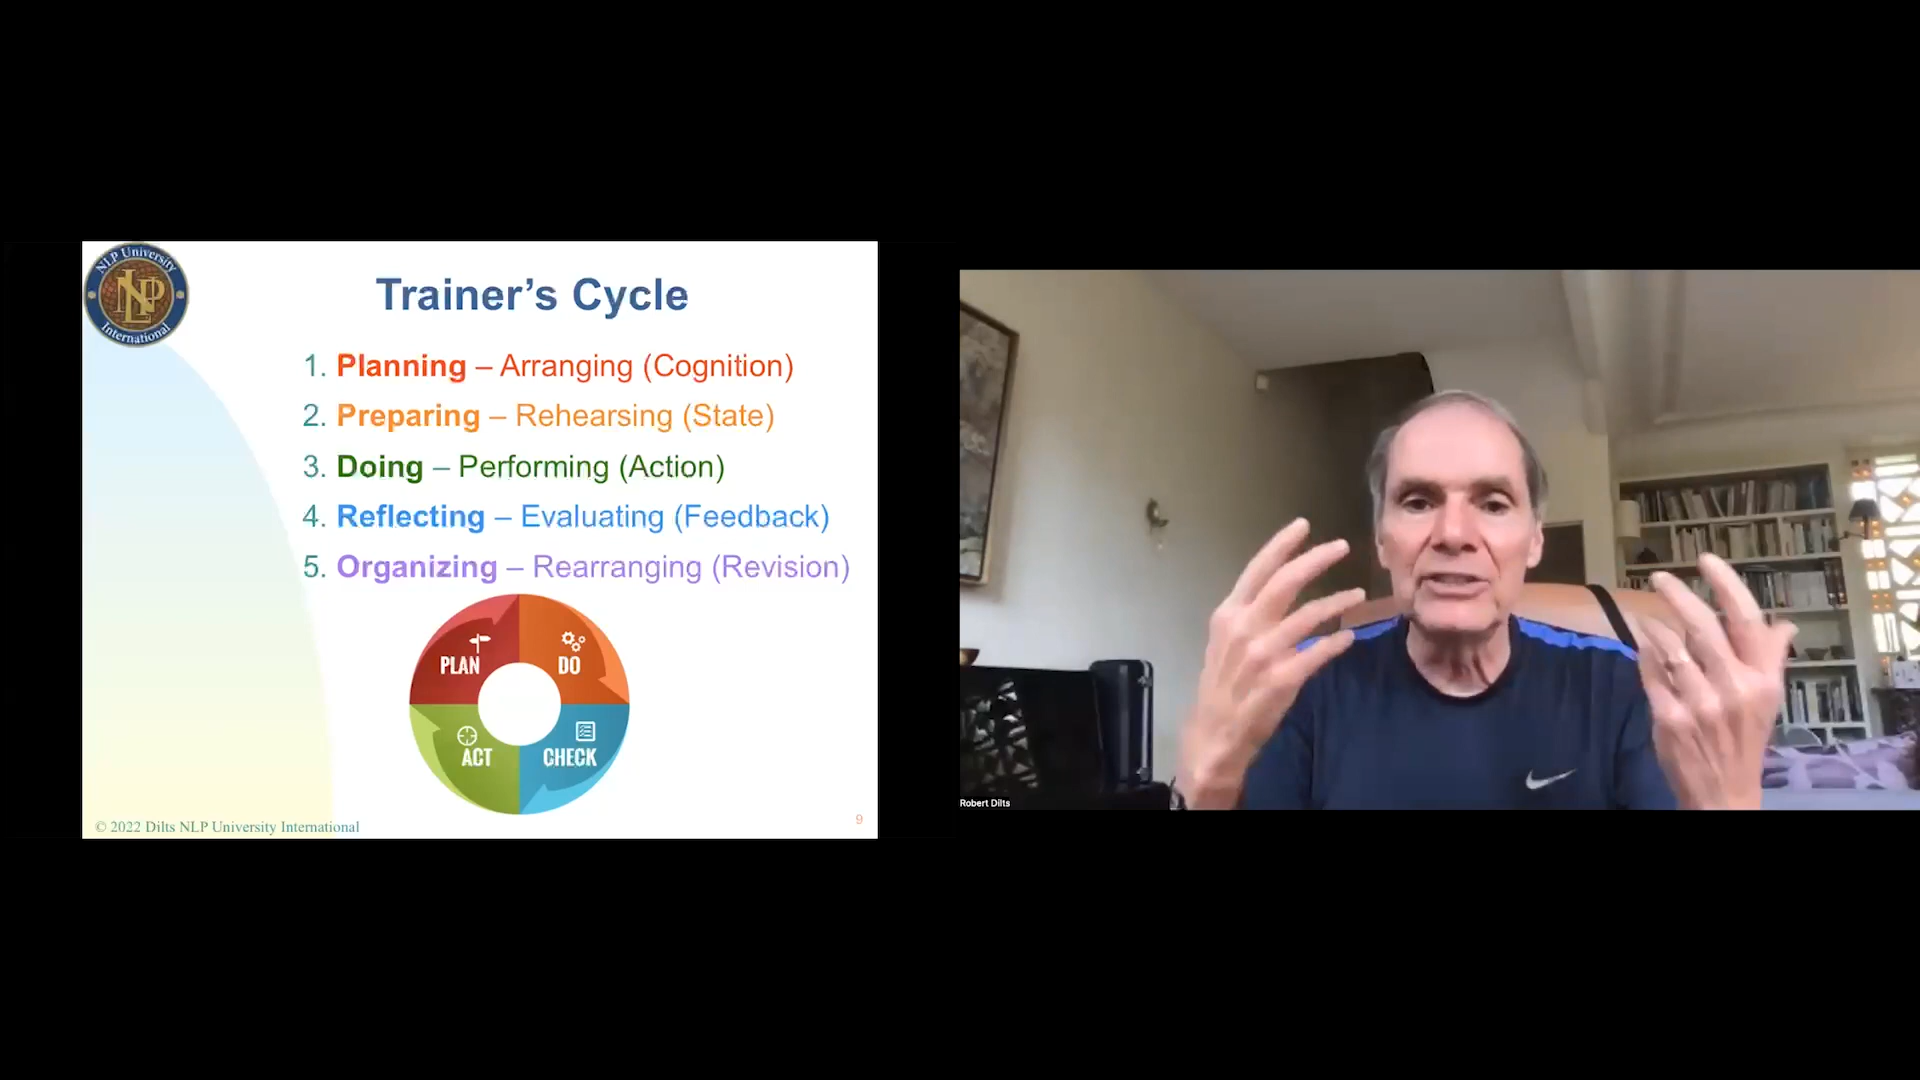 NLP University
NLP
International
Trainer’s Cycle
1. Planning – Arranging (Cognition)
2. Preparing – Rehearsing (State)
3. Doing – Performing (Action)
4. Reflecting – Evaluating (Feedback)
5. Organizing – Rearranging (Revision)
PLAN
DO
ACT
CHECK
© 2022 Dilts NLP University International
9
Robert Dilts